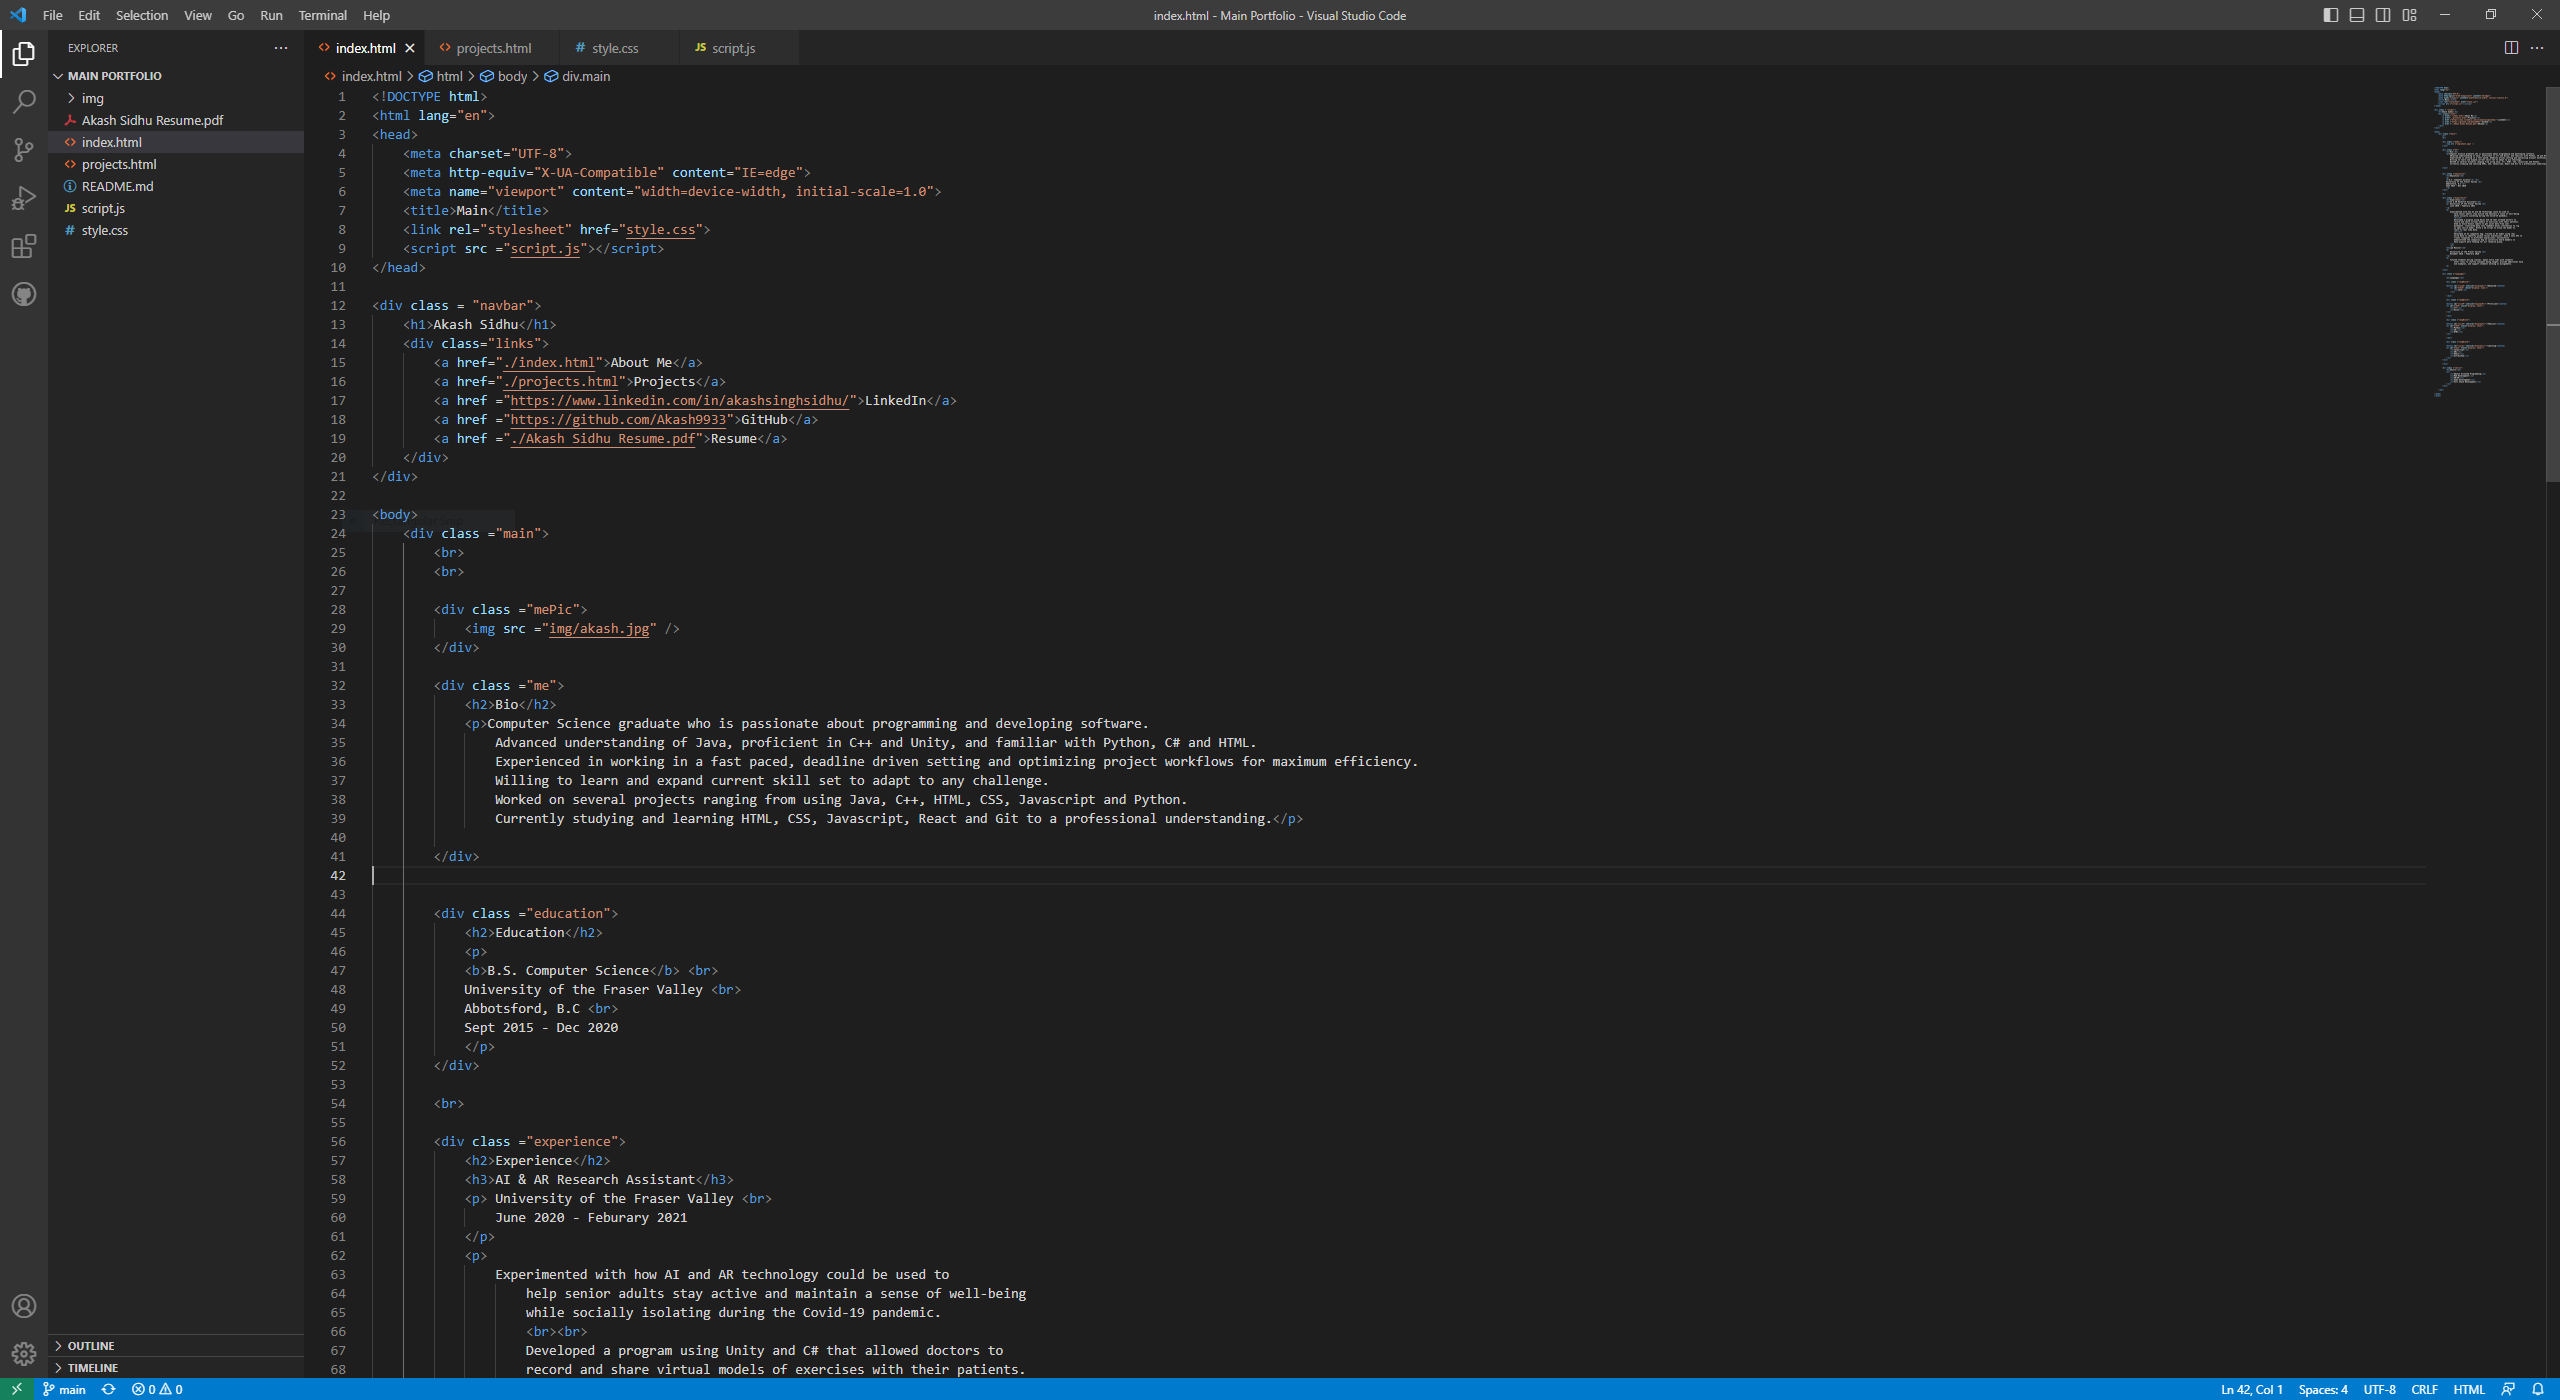 File Edit Selection View Go Run Terminal Help
index.html - Main Portfolio - Visual Studio Code
EXPLORER
MAIN PORTFOLIO
img
Akash Sidhu Resume.pdf
index.html
projects.html
README.md
script.js
style.css
OUTLINE
TIMELINE
index.html projects.html # style.css JS script.js
index.html > html > body > div.main
1 <!DOCTYPE html>
2 <html lang="en">
3 <head>
4 <meta charset="UTF-8">
5 <meta http-equiv="X-UA-Compatible" content="IE=edge">
6 <meta name="viewport" content="width=device-width, initial-scale=1.0">
7 <title>Main</title>
8 <link rel="stylesheet" href="style.css">
9 <script src ="script.js"></script>
10 </head>
11
12 <div class = "navbar">
13 <h1>Akash Sidhu</h1>
14 <div class="links">
15 <a href="./index.html">About Me</a>
16 <a href="./projects.html">Projects</a>
17 <a href ="https://www.linkedin.com/in/akashsinghsidhu/">LinkedIn</a>
18 <a href ="https://github.com/Akash9933">GitHub</a>
19 <a href ="./Akash Sidhu Resume.pdf">Resume</a>
20 </div>
21 </div>
22
23 <body>
24 <div class ="main">
25 <br>
26 <br>
27
28 <div class ="mePic">
29 <img src ="img/akash.jpg" />
30 </div>
31
32 <div class ="me">
33 <h2>Bio</h2>
34 <p>Computer Science graduate who is passionate about programming and developing software.
35 Advanced understanding of Java, proficient in C++ and Unity, and familiar with Python, C# and HTML.
36 Experienced in working in a fast paced, deadline driven setting and optimizing project workflows for maximum efficiency.
37 Willing to learn and expand current skill set to adapt to any challenge.
38 Worked on several projects ranging from using Java, C++, HTML, CSS, Javascript and Python.
39 Currently studying and learning HTML, CSS, Javascript, React and Git to a professional understanding.</p>
40
41 </div>
42
43
44 <div class ="education">
45 <h2>Education</h2>
46 <p>
47 <b>B.S. Computer Science</b> <br>
48 University of the Fraser Valley <br>
49 Abbotsford, B.C <br>
50 Sept 2015 - Dec 2020
51 </p>
52 </div>
53
54 <br>
55
56 <div class ="experience">
57 <h2>Experience</h2>
58 <h3>AI & AR Research Assistant</h3>
59 <p> University of the Fraser Valley <br>
60 June 2020 - Feburary 2021
61 </p>
62 <p>
63 Experimented with how AI and AR technology could be used to
64 help senior adults stay active and maintain a sense of well-being
65 while socially isolating during the Covid-19 pandemic.
66 <br><br>
67 Developed a program using Unity and C# that allowed doctors to
68 record and share virtual models of exercises with their patients.
main 0 0 Ln 42, Col 1 Spaces: 4 UTF-8 CRLF HTML